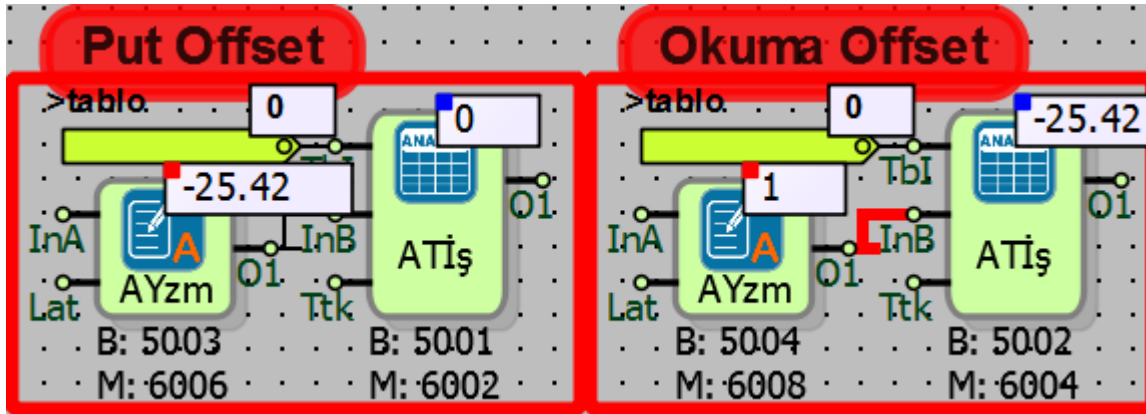 Put Offset
Okuma Offset
>tablo
0
0
ANA
-25.42
TbI
InA
InB
O1
O1
Lat
Ttk
AYzm
ATİş
B: 5003
B: 5001
M: 6006
M: 6002
>tablo
0
-25.42
ANA
1
TbI
InA
InB
O1
O1
Lat
Ttk
AYzm
ATİş
B: 5004
B: 5002
M: 6008
M: 6004